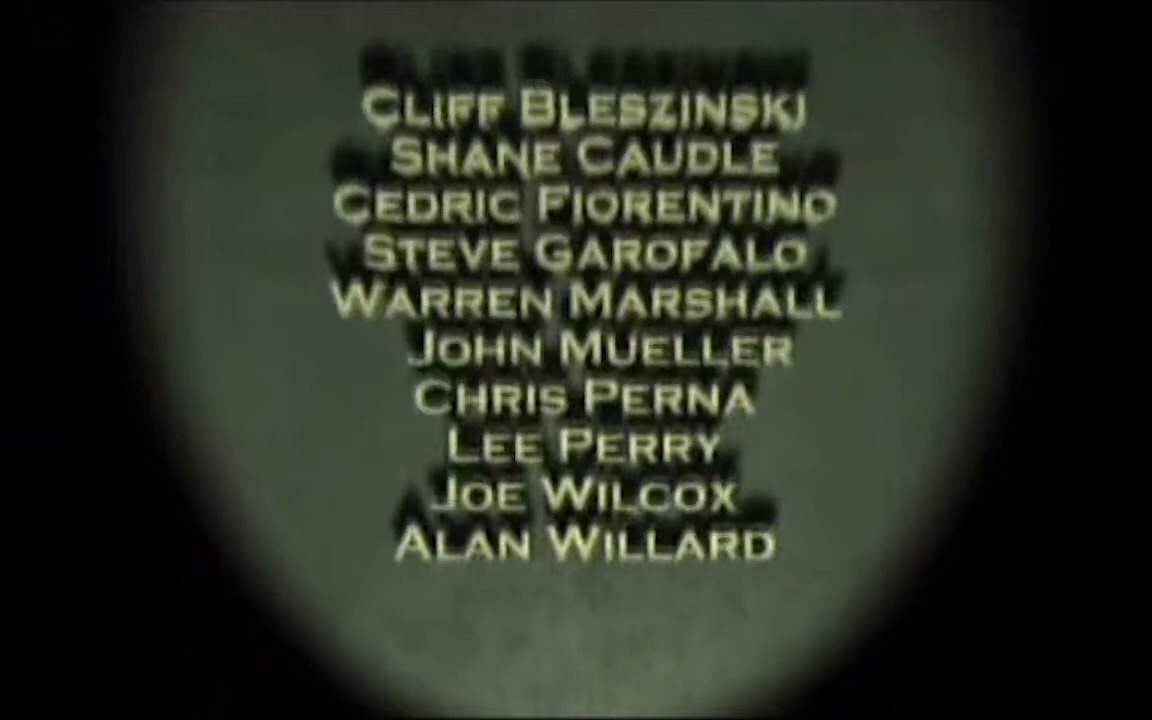 Cliff Bleszinski
Shane Caudle
Cedric Fiorentino
Steve Garofalo
Warren Marshall
John Mueller
Chris Perna
Lee Perry
Joe Wilcox
Alan Willard